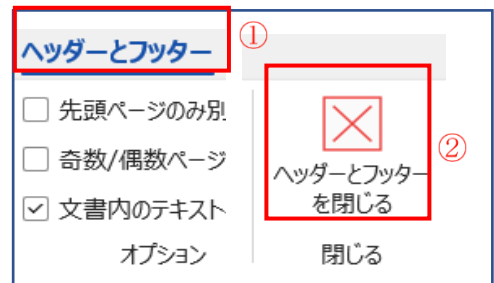 ヘッダーとフッター ①
先頭ページのみ別
奇数/偶数ページ
文書内のテキスト
オプション
ヘッダーとフッター
を閉じる
②
閉じる